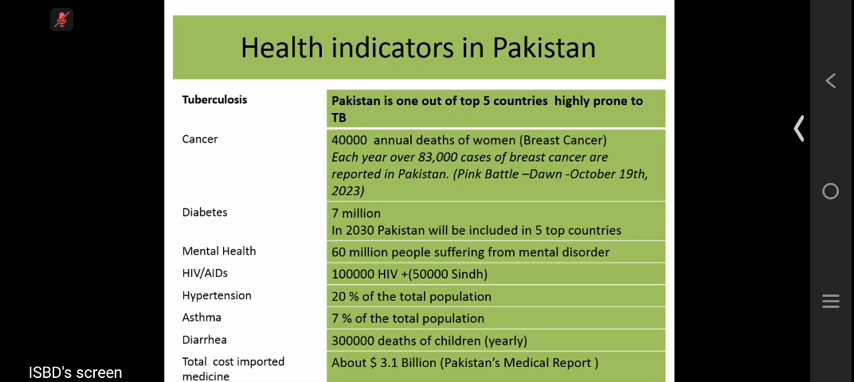 Health indicators in Pakistan
Tuberculosis
Pakistan is one out of top 5 countries highly prone to
TB
Cancer
40000 annual deaths of women (Breast Cancer)
Each year over 83,000 cases of breast cancer are
reported in Pakistan. (Pink Battle –Dawn -October 19th,
2023)
Diabetes
7 million
In 2030 Pakistan will be included in 5 top countries
Mental Health
60 million people suffering from mental disorder
HIV/AIDs
100000 HIV +(50000 Sindh)
Hypertension
20 % of the total population
Asthma
7 % of the total population
Diarrhea
300000 deaths of children (yearly)
Total cost imported
medicine
About $ 3.1 Billion (Pakistan's Medical Report )
ISBD's screen